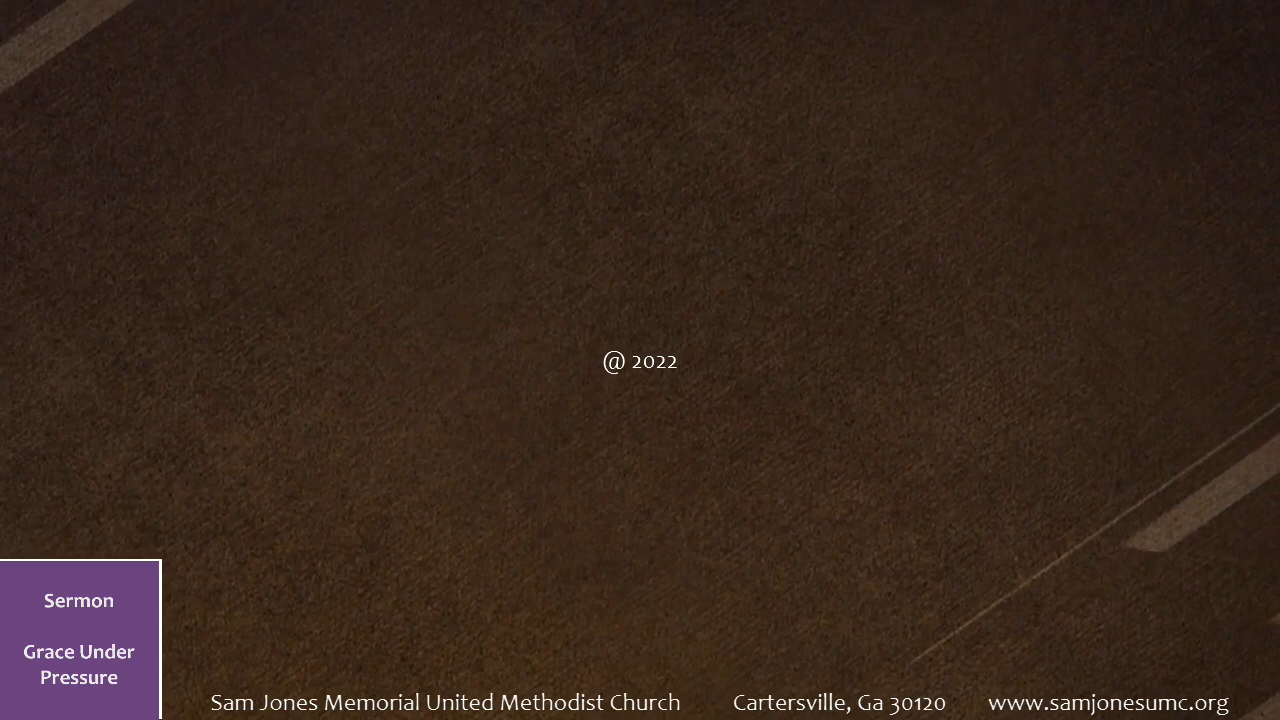 @ 2022
Sermon
Grace Under
Pressure
Sam Jones Memorial United Methodist Church Cartersville, Ga 30120 www.samjonesumc.org